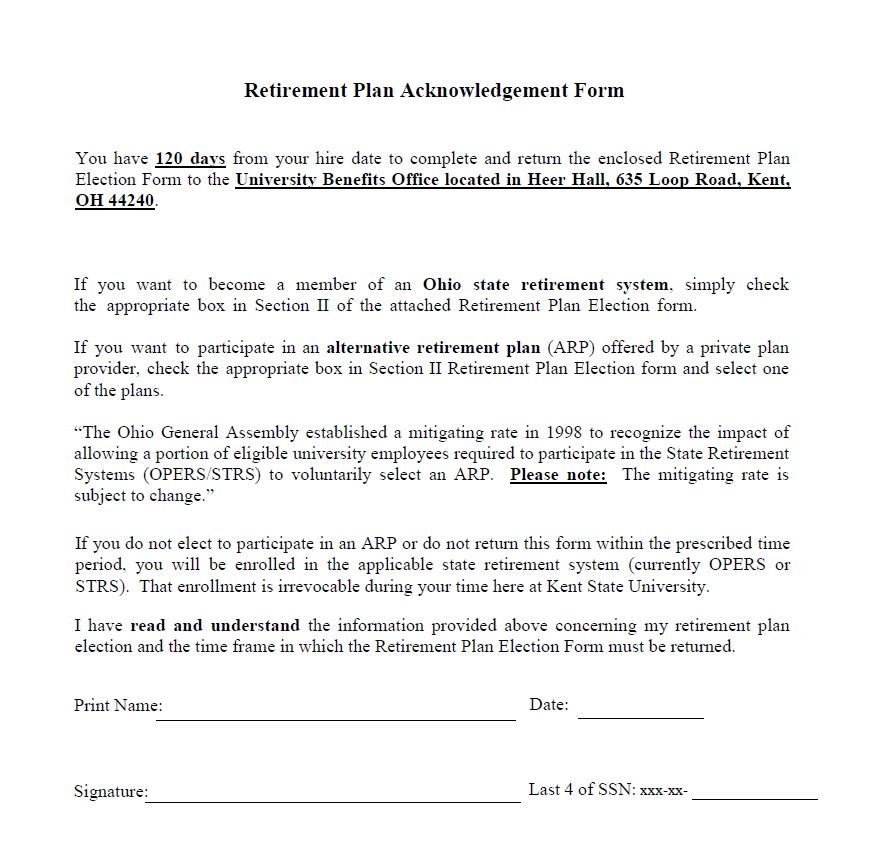 Retirement Plan Acknowledgement Form
You have 120 days from your hire date to complete and return the enclosed Retirement Plan
Election Form to the University Benefits Office located in Heer Hall, 635 Loop Road, Kent,
OH 44240.
If you want to become a member of an Ohio state retirement system, simply check
the appropriate box in Section II of the attached Retirement Plan Election form.
If you want to participate in an alternative retirement plan (ARP) offered by a private plan
provider, check the appropriate box in Section II Retirement Plan Election form and select one
of the plans.
“The Ohio General Assembly established a mitigating rate in 1998 to recognize the impact of
allowing a portion of eligible university employees required to participate in the State Retirement
Systems (OPERS/STRS) to voluntarily select an ARP. Please note: The mitigating rate is
subject to change.”
If you do not elect to participate in an ARP or do not return this form within the prescribed time
period, you will be enrolled in the applicable state retirement system (currently OPERS or
STRS). That enrollment is irrevocable during your time here at Kent State University.
I have read and understand the information provided above concerning my retirement plan
election and the time frame in which the Retirement Plan Election Form must be returned.
Print Name: Date:
Signature: Last 4 of SSN: xxx-xx-